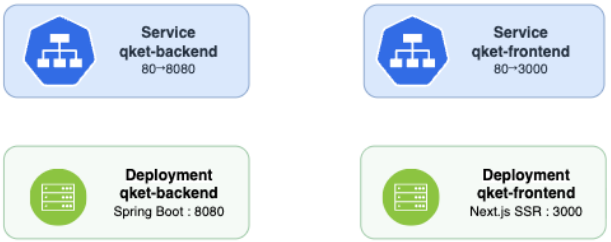 Service
qket-backend
80→8080
Service
qket-frontend
80→3000
Deployment
qket-backend
Spring Boot : 8080
Deployment
qket-frontend
Next.js SSR : 3000